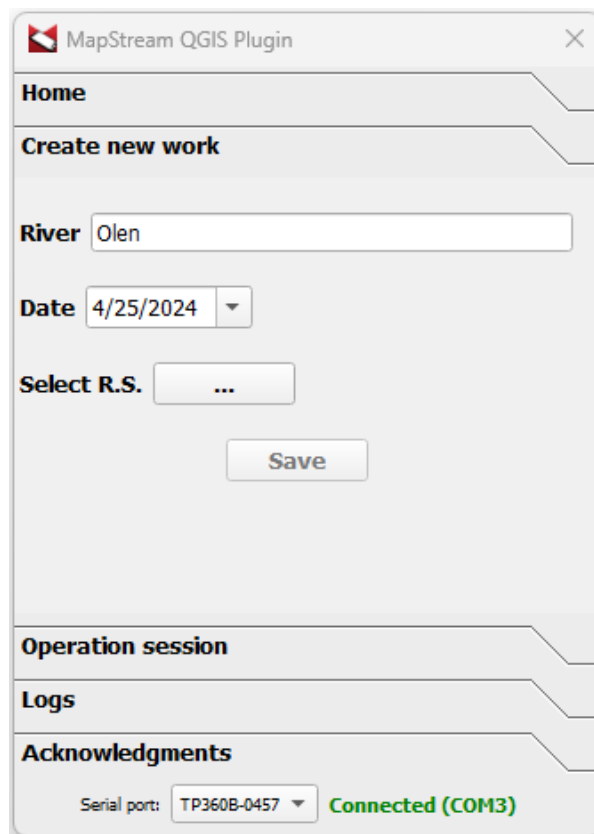 MapStream QGIS Plugin
Home
Create new work
River Olen
Date 4/25/2024
Select R.S. ...
Save
Operation session
Logs
Acknowledgments
Serial port: TP360B-0457 Connected (COM3)